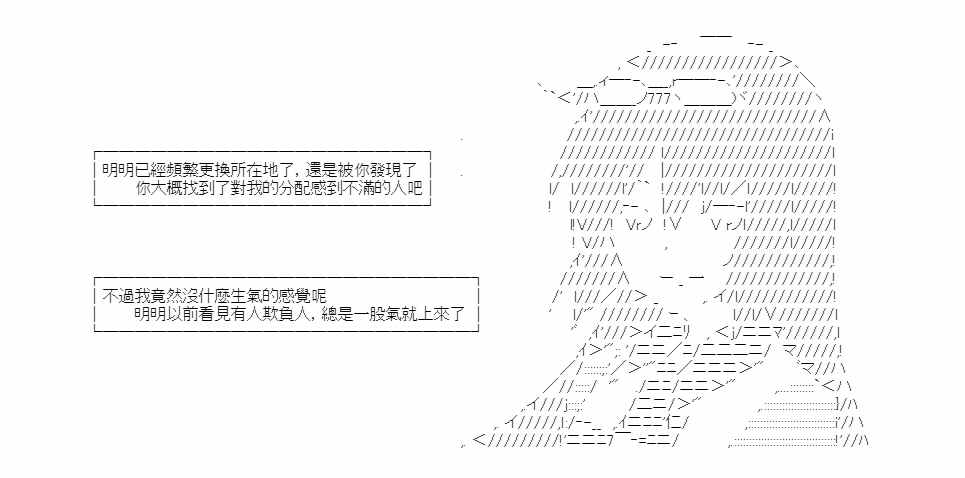 明明已經頻繁更換所在地了，還是被你發現了
你大概找到了對我的分配感到不滿的人吧
不過我竟然沒什麼生氣的感覺呢
明明以前看見有人欺負人，總是一股氣就上來了